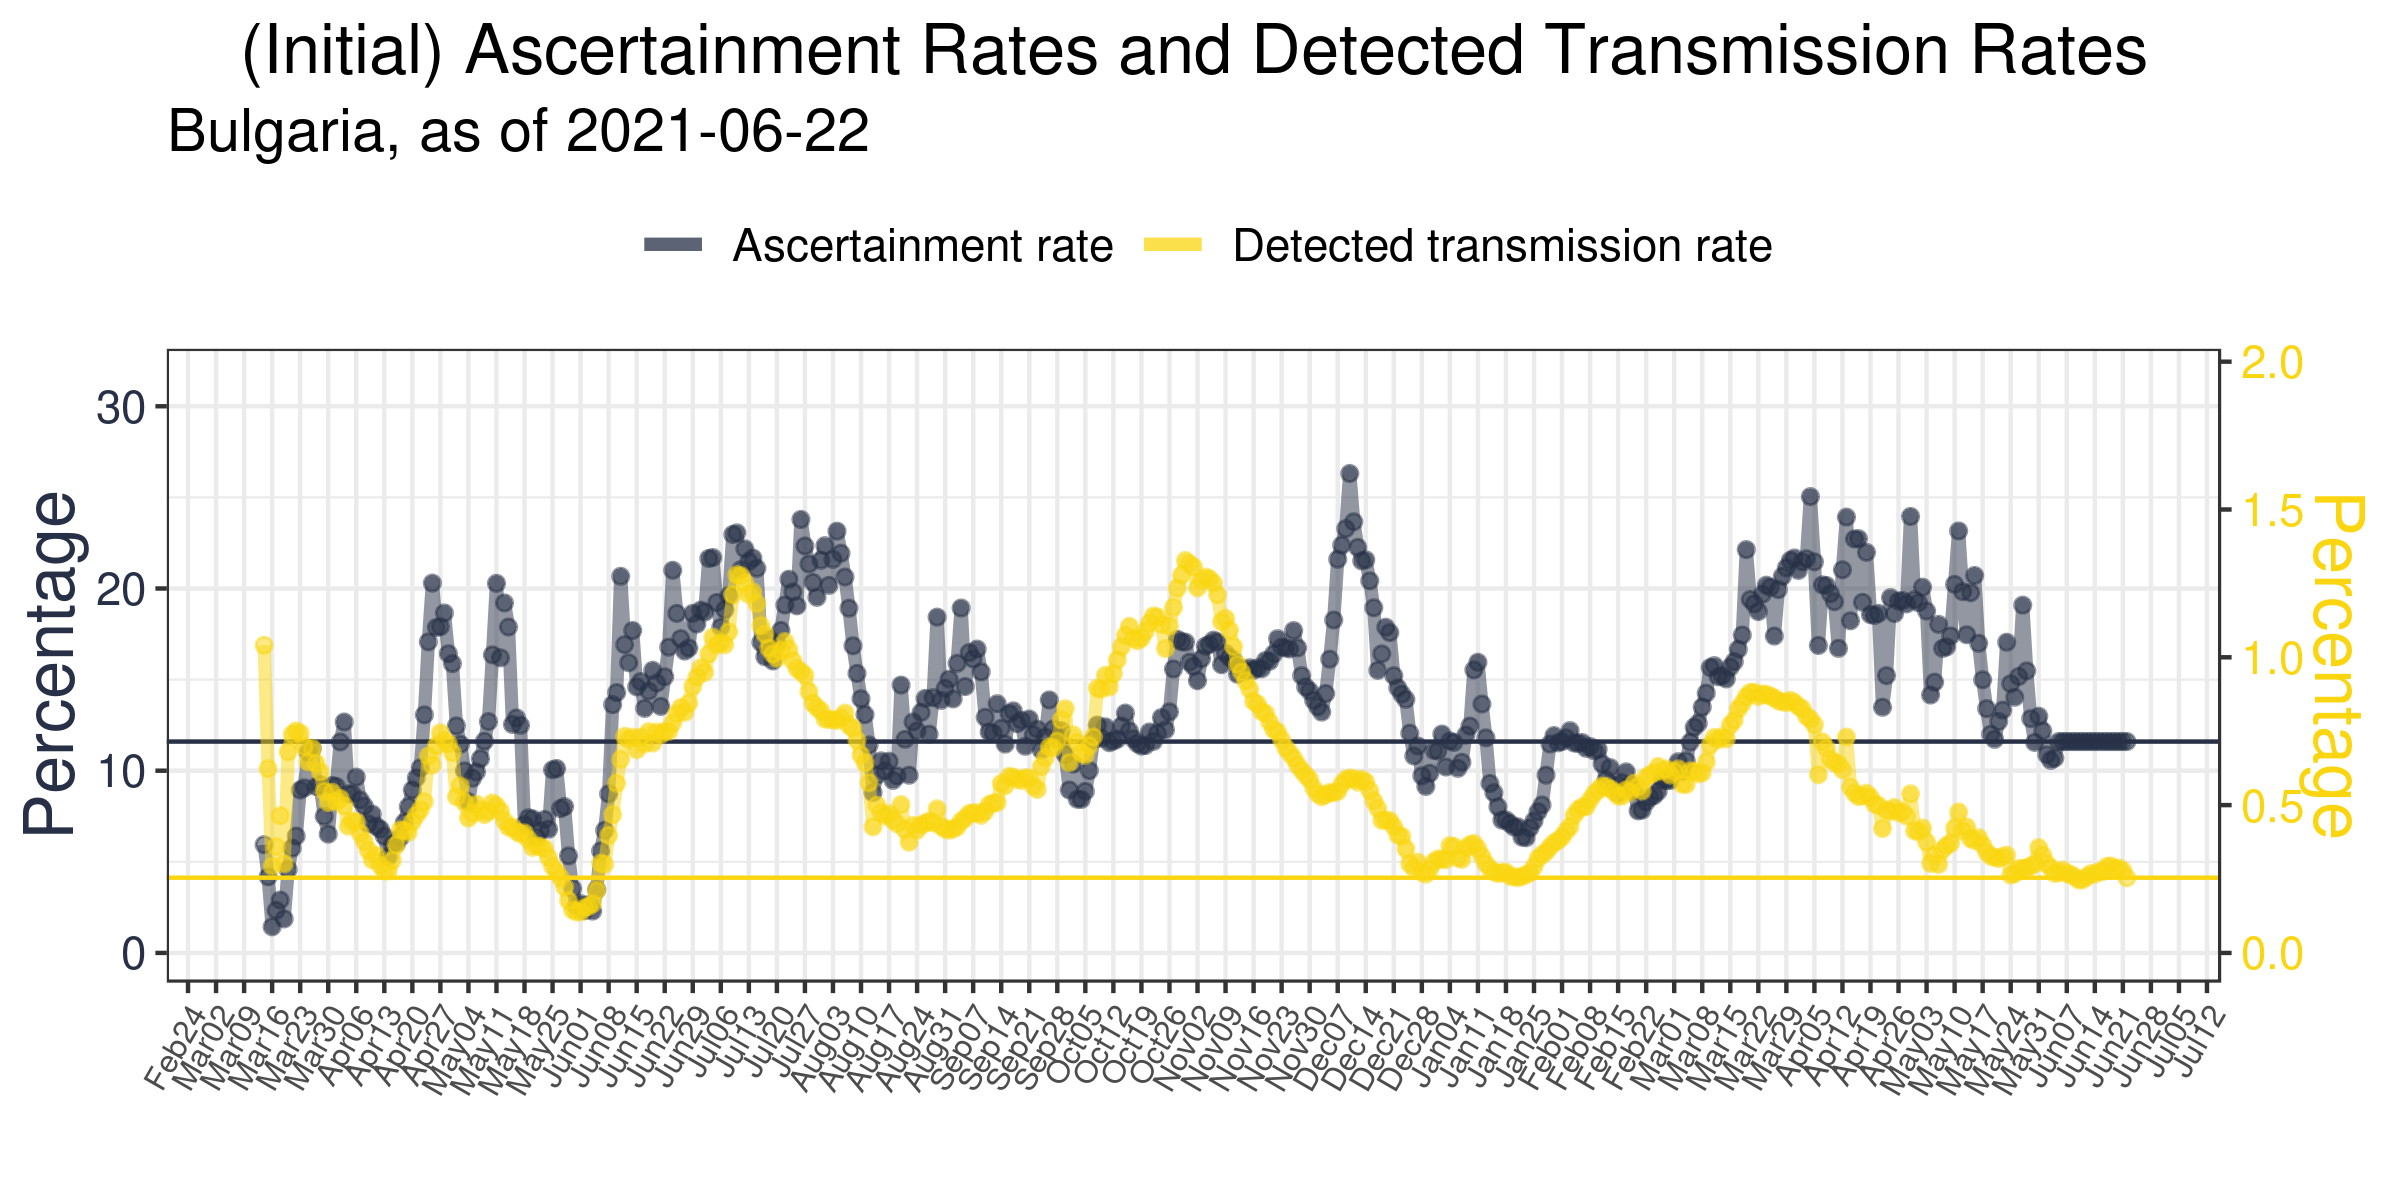 (Initial) Ascertainment Rates and Detected Transmission Rates
Bulgaria, as of 2021-06-22
Ascertainment rate
Detected transmission rate
Percentage
30
20
10
0
2.0
1.5
1.0
0.5
0.0
Percentage
Feb24
Mar02
Mar09
Mar16
Mar23
Mar30
Apr06
Apr13
Apr20
Apr27
May04
May11
May18
May25
Jun01
Jun08
Jun15
Jun22
Jun29
Jul06
Jul13
Jul20
Jul27
Aug03
Aug10
Aug17
Aug24
Aug31
Sep07
Sep14
Sep21
Sep28
Oct05
Oct12
Oct19
Oct26
Nov02
Nov09
Nov16
Nov23
Nov30
Dec07
Dec14
Dec21
Dec28
Jan04
Jan11
Jan18
Jan25
Feb01
Feb08
Feb15
Feb22
Mar01
Mar08
Mar15
Mar22
Mar29
Apr05
Apr12
Apr19
Apr26
May03
May10
May17
May24
May31
Jun07
Jun14
Jun21
Jun28
Jul05
Jul12